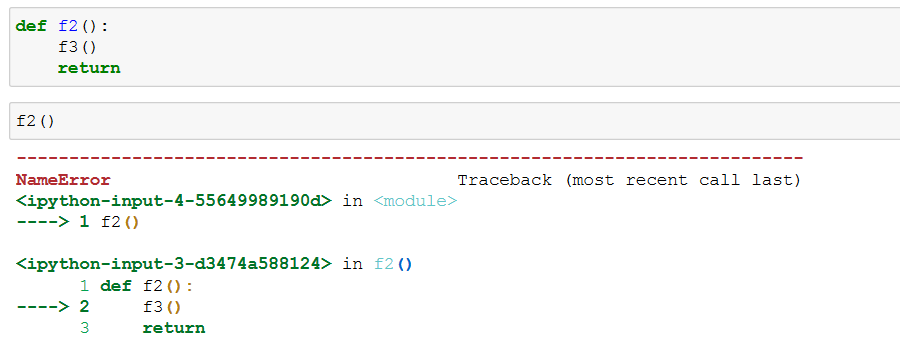 def f2():
    f3()
    return
f2()
---------------------------------------------------------------------------
NameError                                 Traceback (most recent call last)
<ipython-input-4-55649989190d> in <module>
----> 1 f2()
<ipython-input-3-d3474a588124> in f2()
      1 def f2():
----> 2     f3()
      3     return